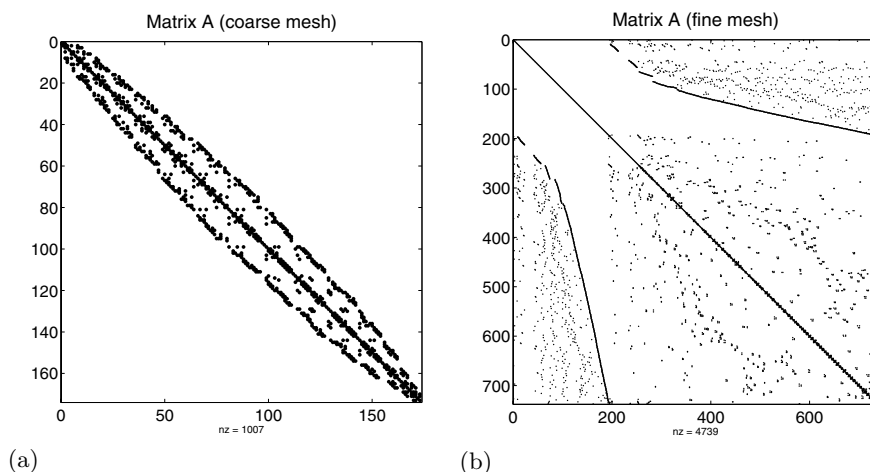 Matrix A (coarse mesh)
0
20
40
60
80
100
120
140
160
0 50 100 150
nz = 1007
(a)
Matrix A (fine mesh)
0
100
200
300
400
500
600
700
0 200 400 600
nz = 4739
(b)